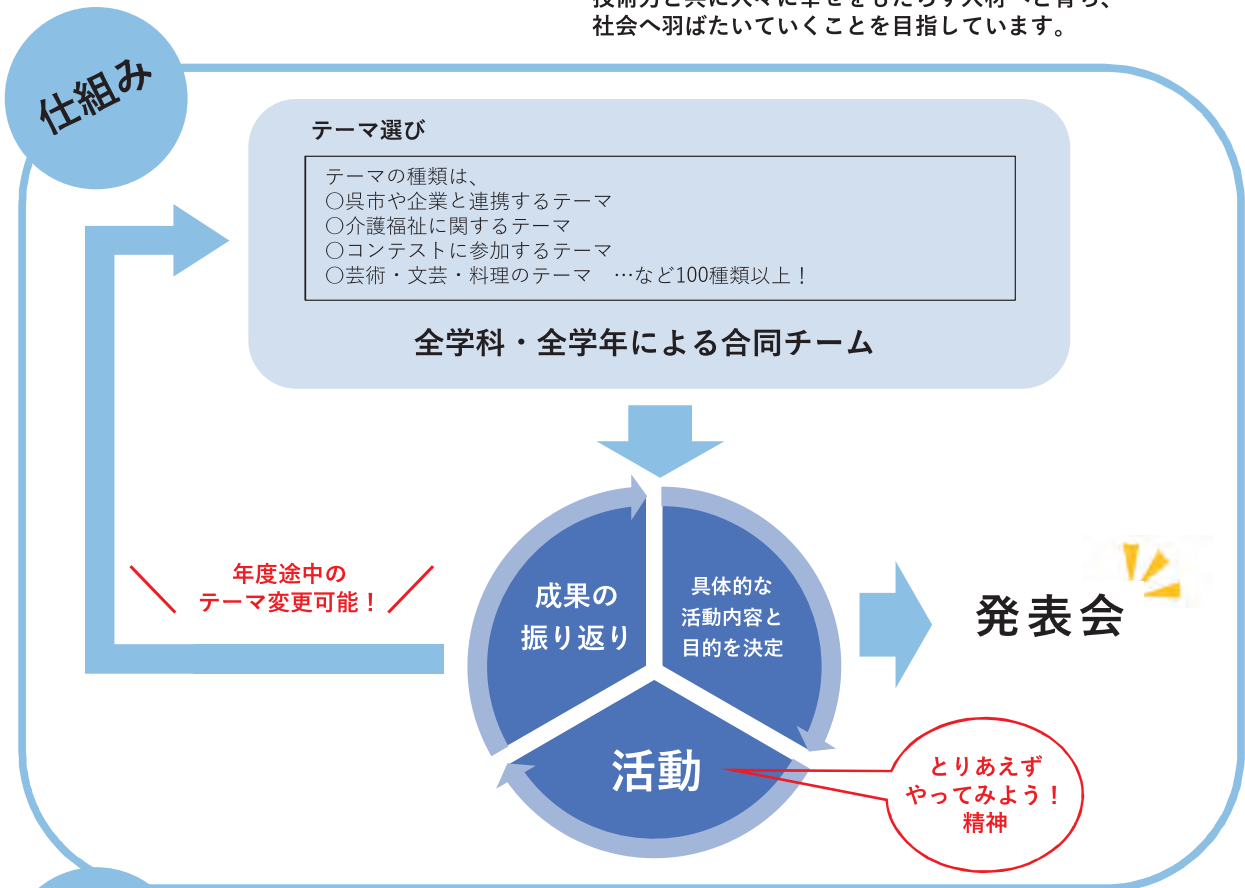 社会へ羽ばたいていくことを目指しています。
仕組み
テーマ選び
テーマの種類は、
○呉市や企業と連携するテーマ
○介護福祉に関するテーマ
○コンテストに参加するテーマ
○芸術・文芸・料理のテーマ　…など100種類以上！
全学科・全学年による合同チーム
年度途中の
テーマ変更可能！
成果の
振り返り
具体的な
活動内容と
目的を決定
発表会
活動
とりあえず
やってみよう！
精神